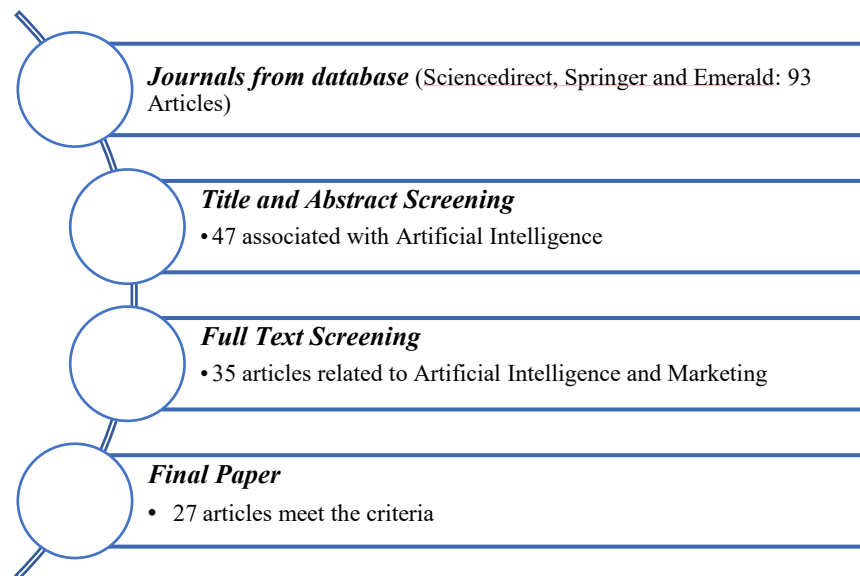 Journals from database (Sciencedirect, Springer and Emerald: 93
Articles)
Title and Abstract Screening
• 47 associated with Artificial Intelligence
Full Text Screening
• 35 articles related to Artificial Intelligence and Marketing
Final Paper
• 27 articles meet the criteria